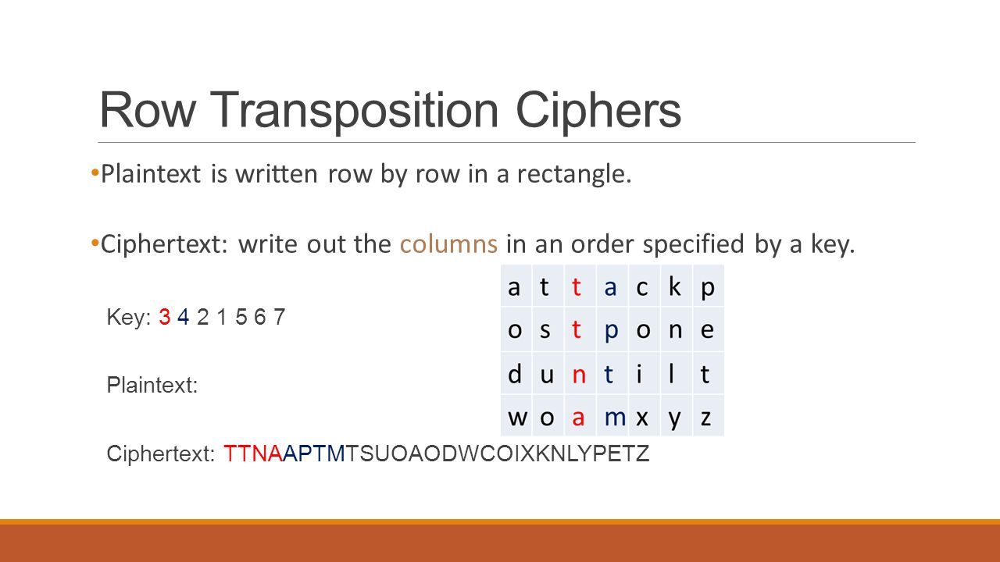 Row Transposition Ciphers
•Plaintext is written row by row in a rectangle.
•Ciphertext: write out the columns in an order specified by a key.
Key: 3 4 2 1 5 6 7
Plaintext:
a t t a c k p
o s t p o n e
d u n t i l t
w o a m x y z
Ciphertext: TTNAAPTMTSUOAODWCOIXKNLYPETZ